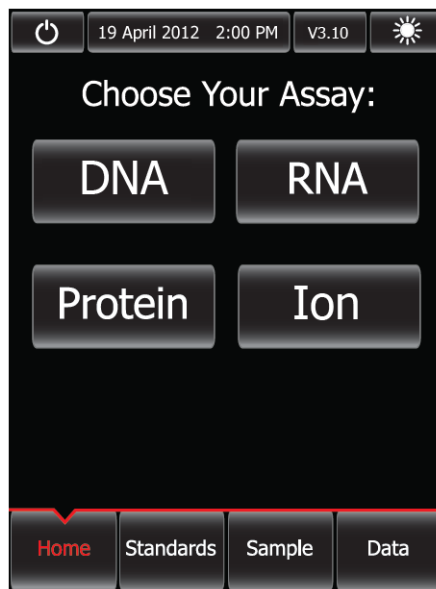 19 April 2012 2:00 PM V3.10
Choose Your Assay:
DNA RNA
Protein Ion
Home Standards Sample Data